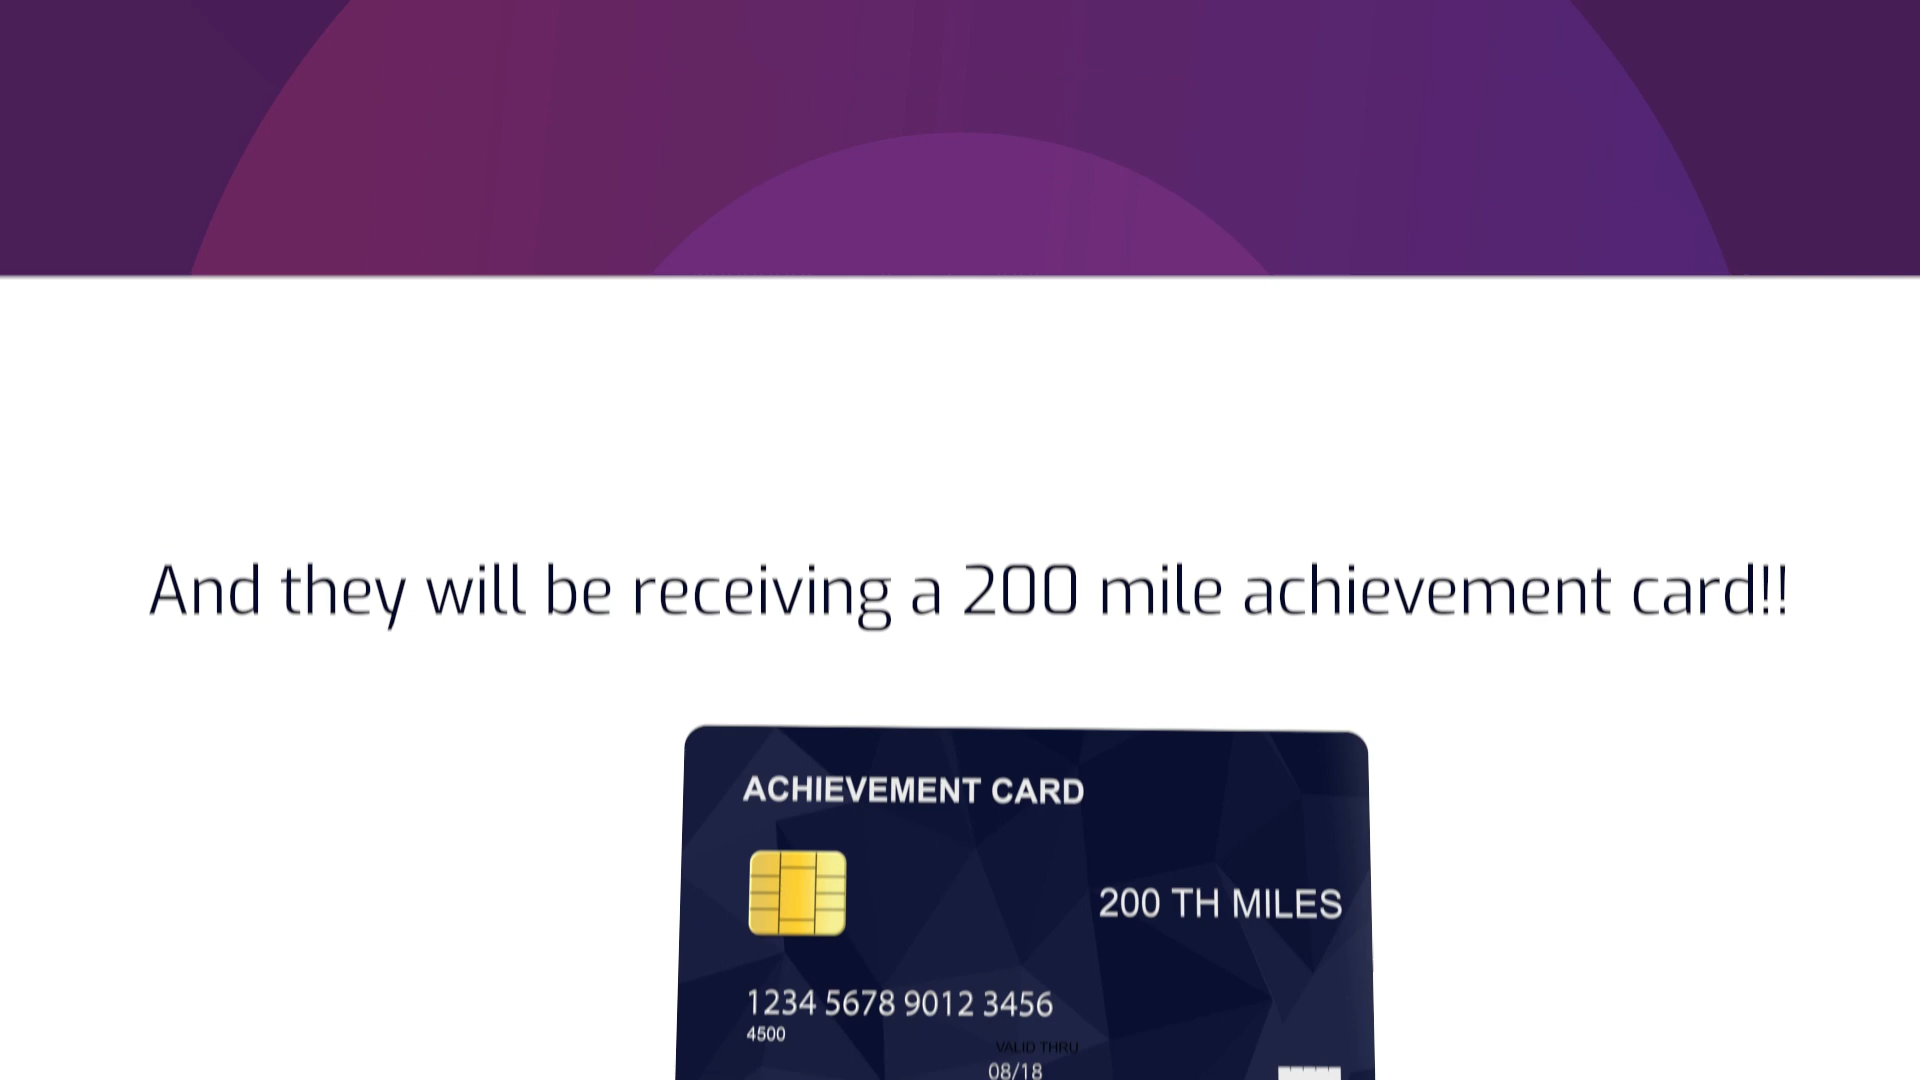 And they will be receiving a 200 mile achievement card!!
ACHIEVEMENT CARD
200 TH MILES
1234 5678 9012 3456
4500
VALID THRU
08/18